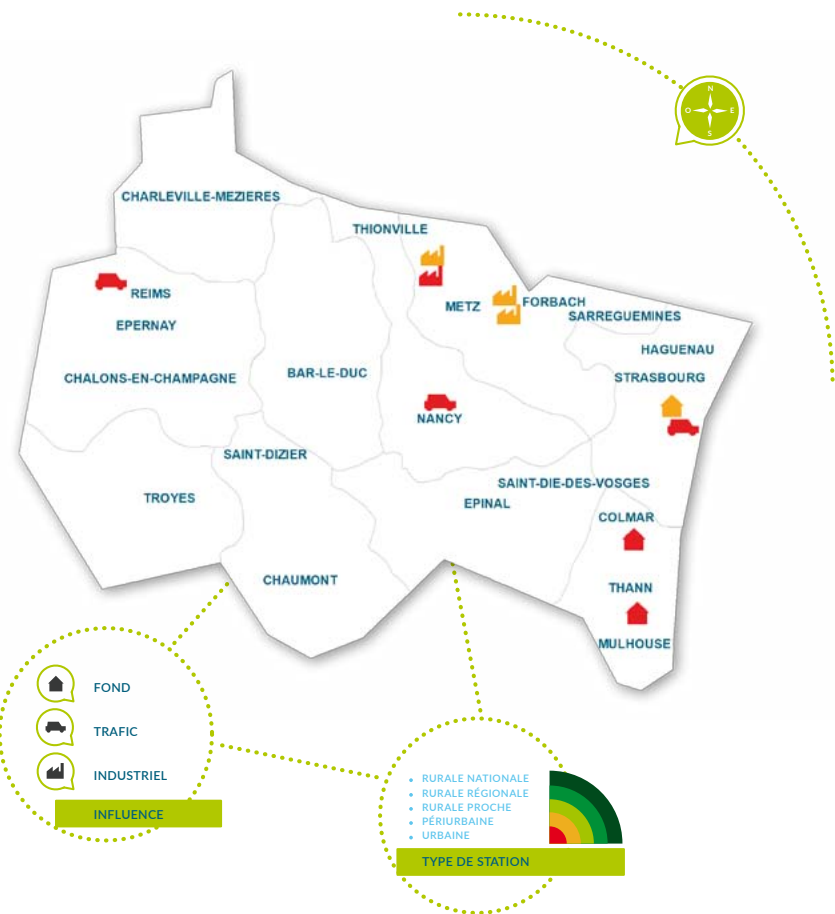 N
O E
S
CHARLEVILLE-MEZIERES
THIONVILLE
REIMS
METZ
FORBACH
EPERNAY
SARREGUEMINES
HAGUENAU
CHALONS-EN-CHAMPAGNE
BAR-LE-DUC
STRASBOURG
NANCY
SAINT-DIZIER
SAINT-DIE-DES-VOSGES
TROYES
EPINAL
COLMAR
CHAUMONT
THANN
MULHOUSE
FOND
TRAFIC
INDUSTRIEL
INFLUENCE
• RURALE NATIONALE
• RURALE RÉGIONALE
• RURALE PROCHE
• PÉRIURBAINE
• URBAINE
TYPE DE STATION